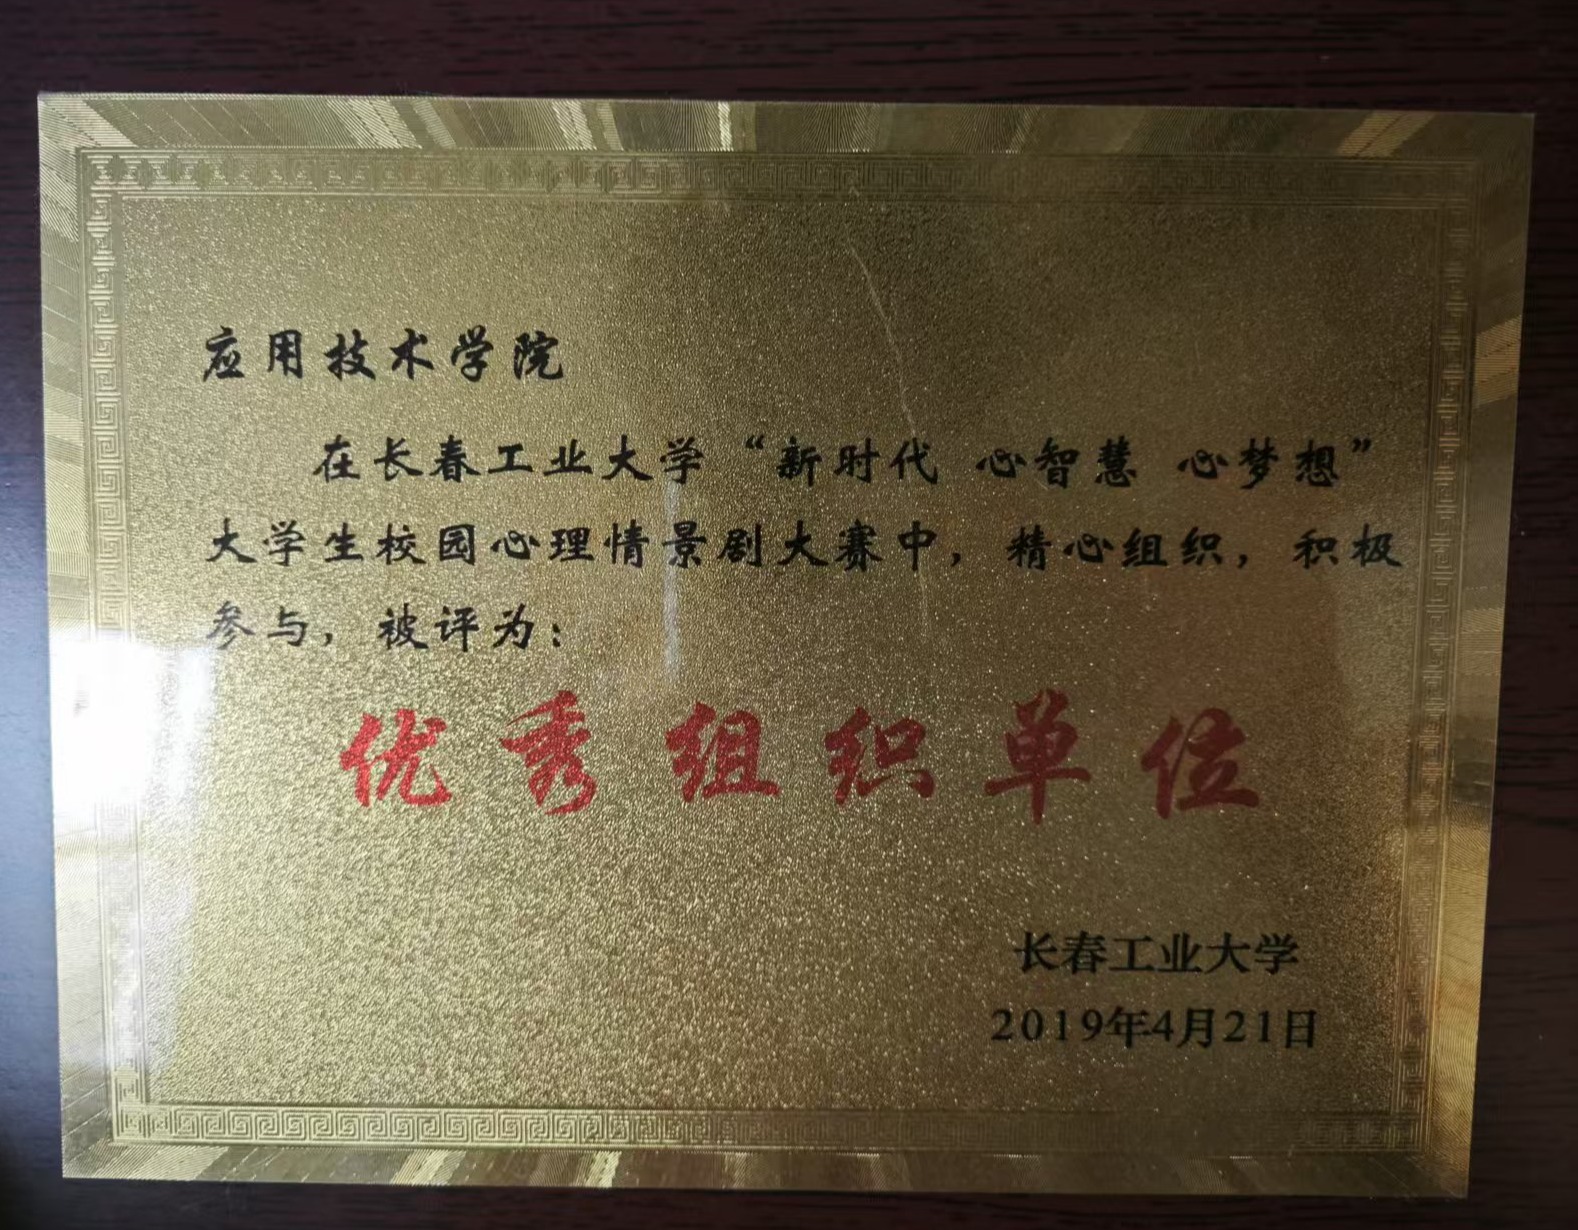 应用技术学院
在长春工业大学“新时代 心智慧 心梦想”
大学生校园心理情景剧大赛中，精心组织，积极
参与，被评为：
优秀组织单位
长春工业大学
2019年4月21日